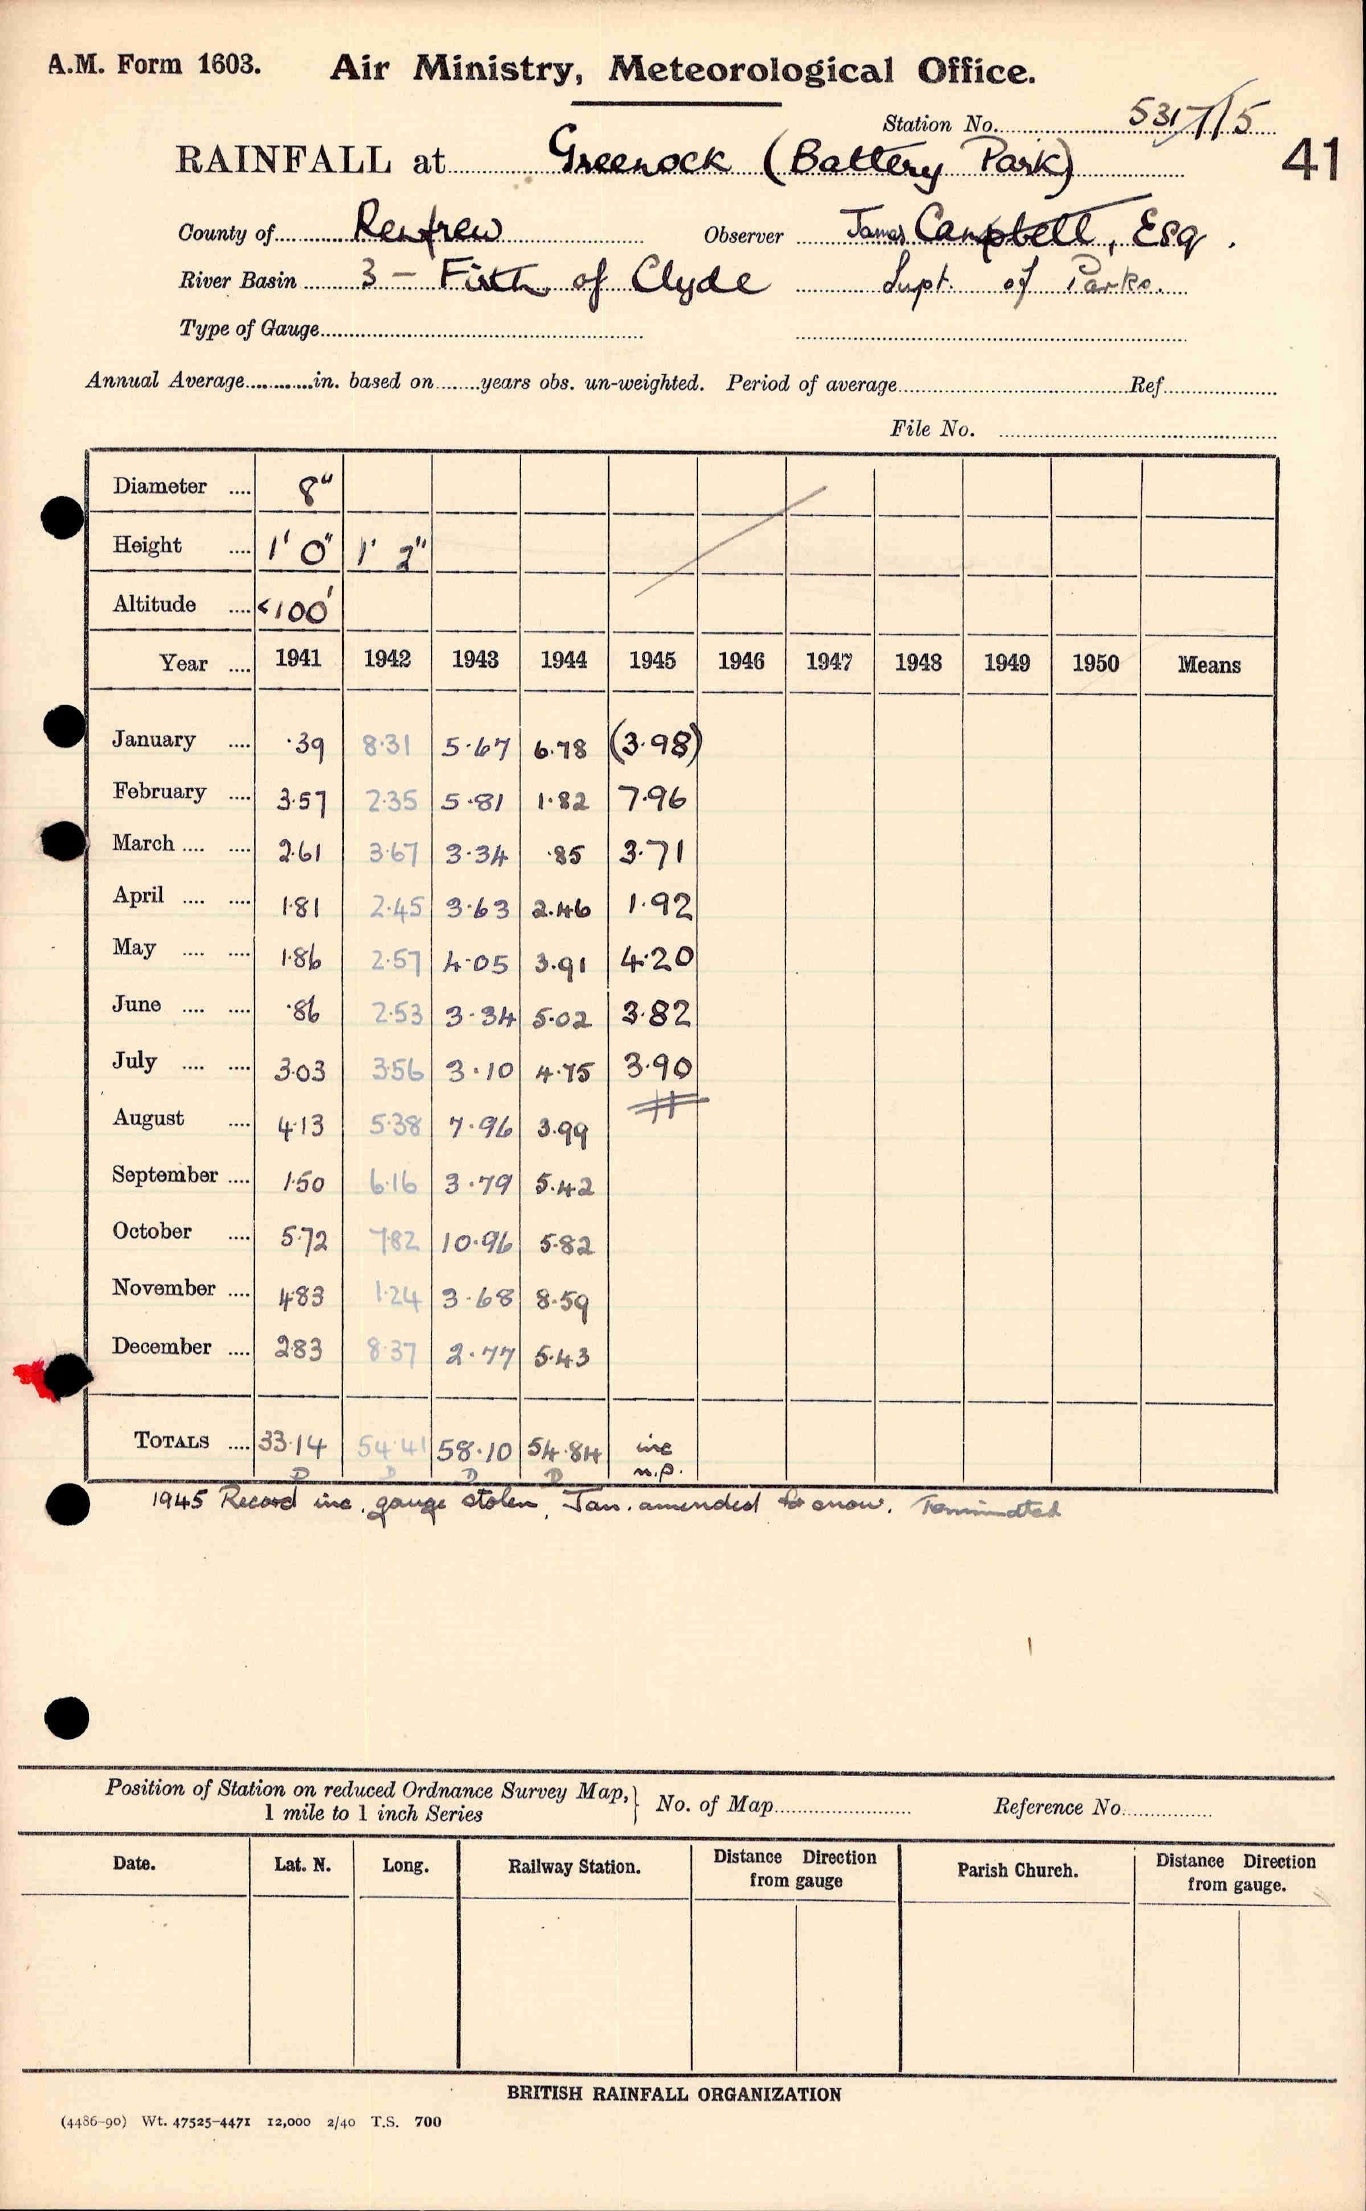 A.M. Form 1603. Air Ministry, Meteorological Office.
Station No. 5317/15
41
RAINFALL at Greenock (Battery Park)
County of Renfrew Observer James Campbell, Esq.
River Basin 3 – Firth of Clyde Supt. of Parks.
Type of Gauge
Annual Average in. based on years obs. un-weighted. Period of average Ref
File No.
Diameter 8"
Height 1' 0" 1' 2"
Altitude <100'
Year 1941 1942 1943 1944 1945 1946 1947 1948 1949 1950 Means
January ·39 8·31 5·67 6·78 (3·98)
February 3·57 2·35 5·81 1·82 7·96
March 2·61 3·67 3·34 ·85 3·71
April 1·81 2·45 3·63 2·46 1·92
May 1·86 2·57 4·05 3·91 4·20
June ·86 2·53 3·34 5·02 3·82
July 3·03 3·56 3·10 4·75 3·90
August 4·13 5·38 7·96 3·99
September 1·50 6·16 3·79 5·42
October 5·72 7·82 10·96 5·82
November 4·83 1·24 3·68 8·59
December 2·83 8·37 2·77 5·43
TOTALS 33·14 54·41 58·10 54·84 inc
D D D D n.p.
1945 Record inc, gauge stolen, Jan. amended for snow. Terminated
Position of Station on reduced Ordnance Survey Map,
1 mile to 1 inch Series
No. of Map Reference No.
Date. Lat. N. Long. Railway Station. Distance Direction from gauge Parish Church. Distance Direction from gauge.
BRITISH RAINFALL ORGANIZATION
(4486-90) Wt. 47525-4471 12,000 2/40 T.S. 700